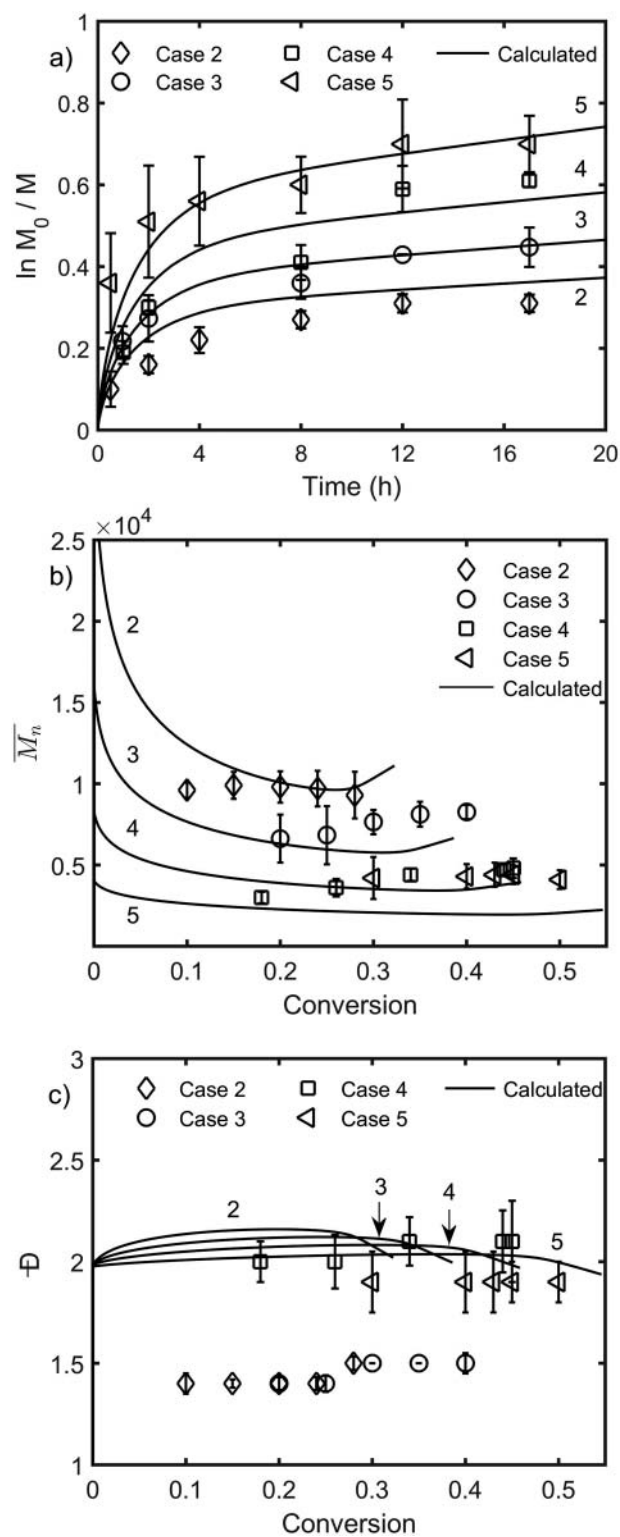 a)
Case 2
Case 4
Calculated
Case 3
Case 5
1
0.8
0.6
0.4
0.2
0
ln M₀ / M
5
4
3
2
0
4
8
12
16
20
Time (h)
×10⁴
b)
Case 2
Case 3
Case 4
Case 5
Calculated
2.5
2
1.5
1
0.5
M̅ₙ
2
3
4
5
0
0.1
0.2
0.3
0.4
0.5
Conversion
c)
Case 2
Case 4
Calculated
Case 3
Case 5
3
2.5
2
1.5
1
Đ
2
3
4
5
0
0.1
0.2
0.3
0.4
0.5
Conversion